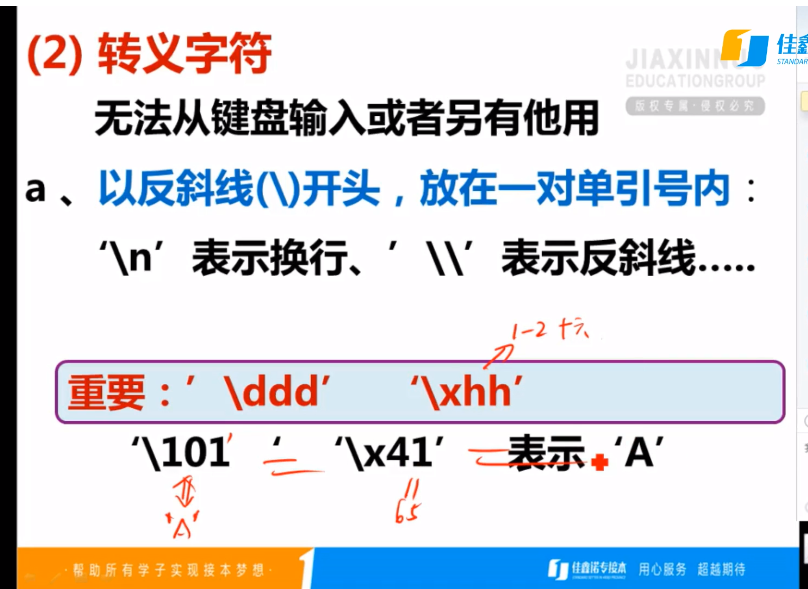 (2) 转义字符
佳鑫
STANDAR
JIAXINNUO
EDUCATIONGROUP
版权专属·侵权必究
无法从键盘输入或者另有他用
a 、以反斜线(\)开头，放在一对单引号内：
‘\n’ 表示换行、’ \\’ 表示反斜线.....
1-2 十六
重要：’ \ddd’ ‘\xhh’
‘\101’ ‘ = ‘\x41’ = 表示 ‘A’
'A'
65
·帮助所有学子实现接本梦想·
佳鑫诺专接本 用心服务 超越期待